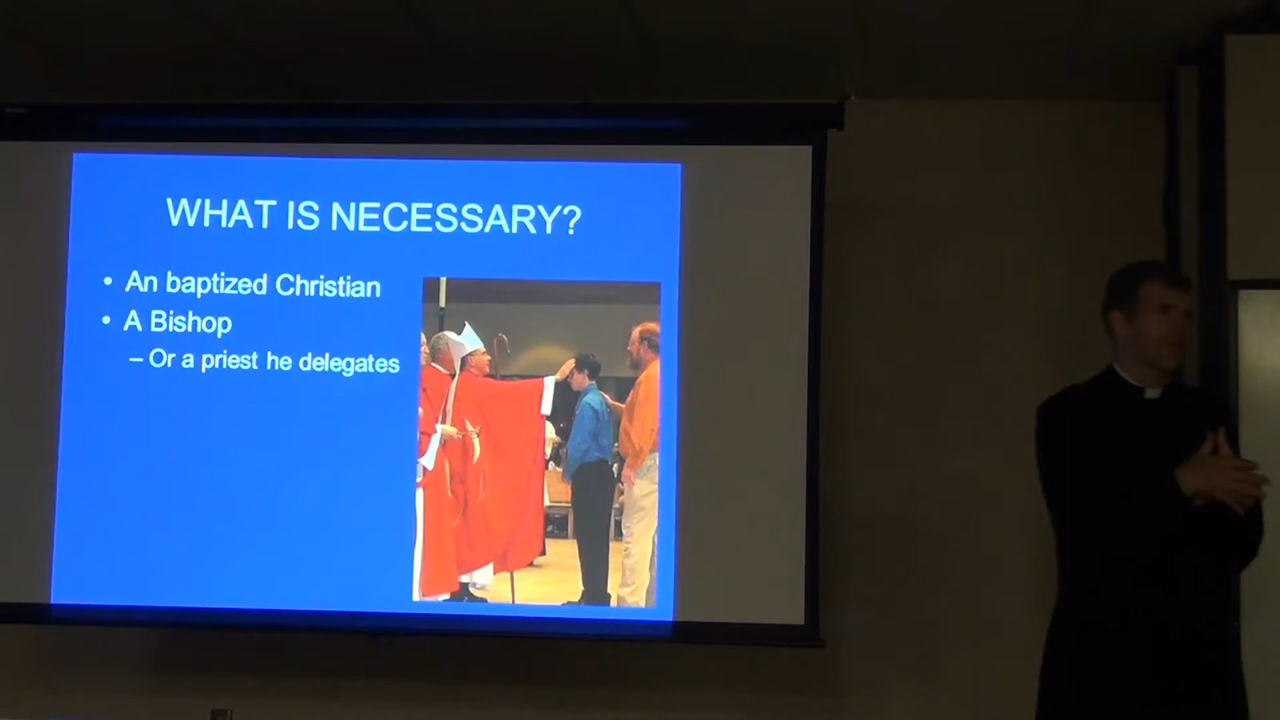 WHAT IS NECESSARY?
• An baptized Christian
• A Bishop
– Or a priest he delegates